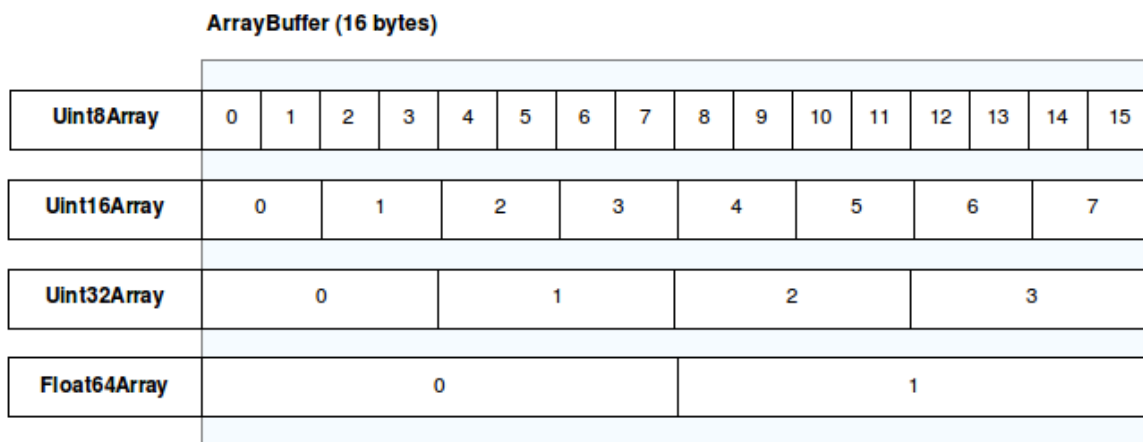 ArrayBuffer (16 bytes)
Uint8Array 0 1 2 3 4 5 6 7 8 9 10 11 12 13 14 15
Uint16Array 0 1 2 3 4 5 6 7
Uint32Array 0 1 2 3
Float64Array 0 1